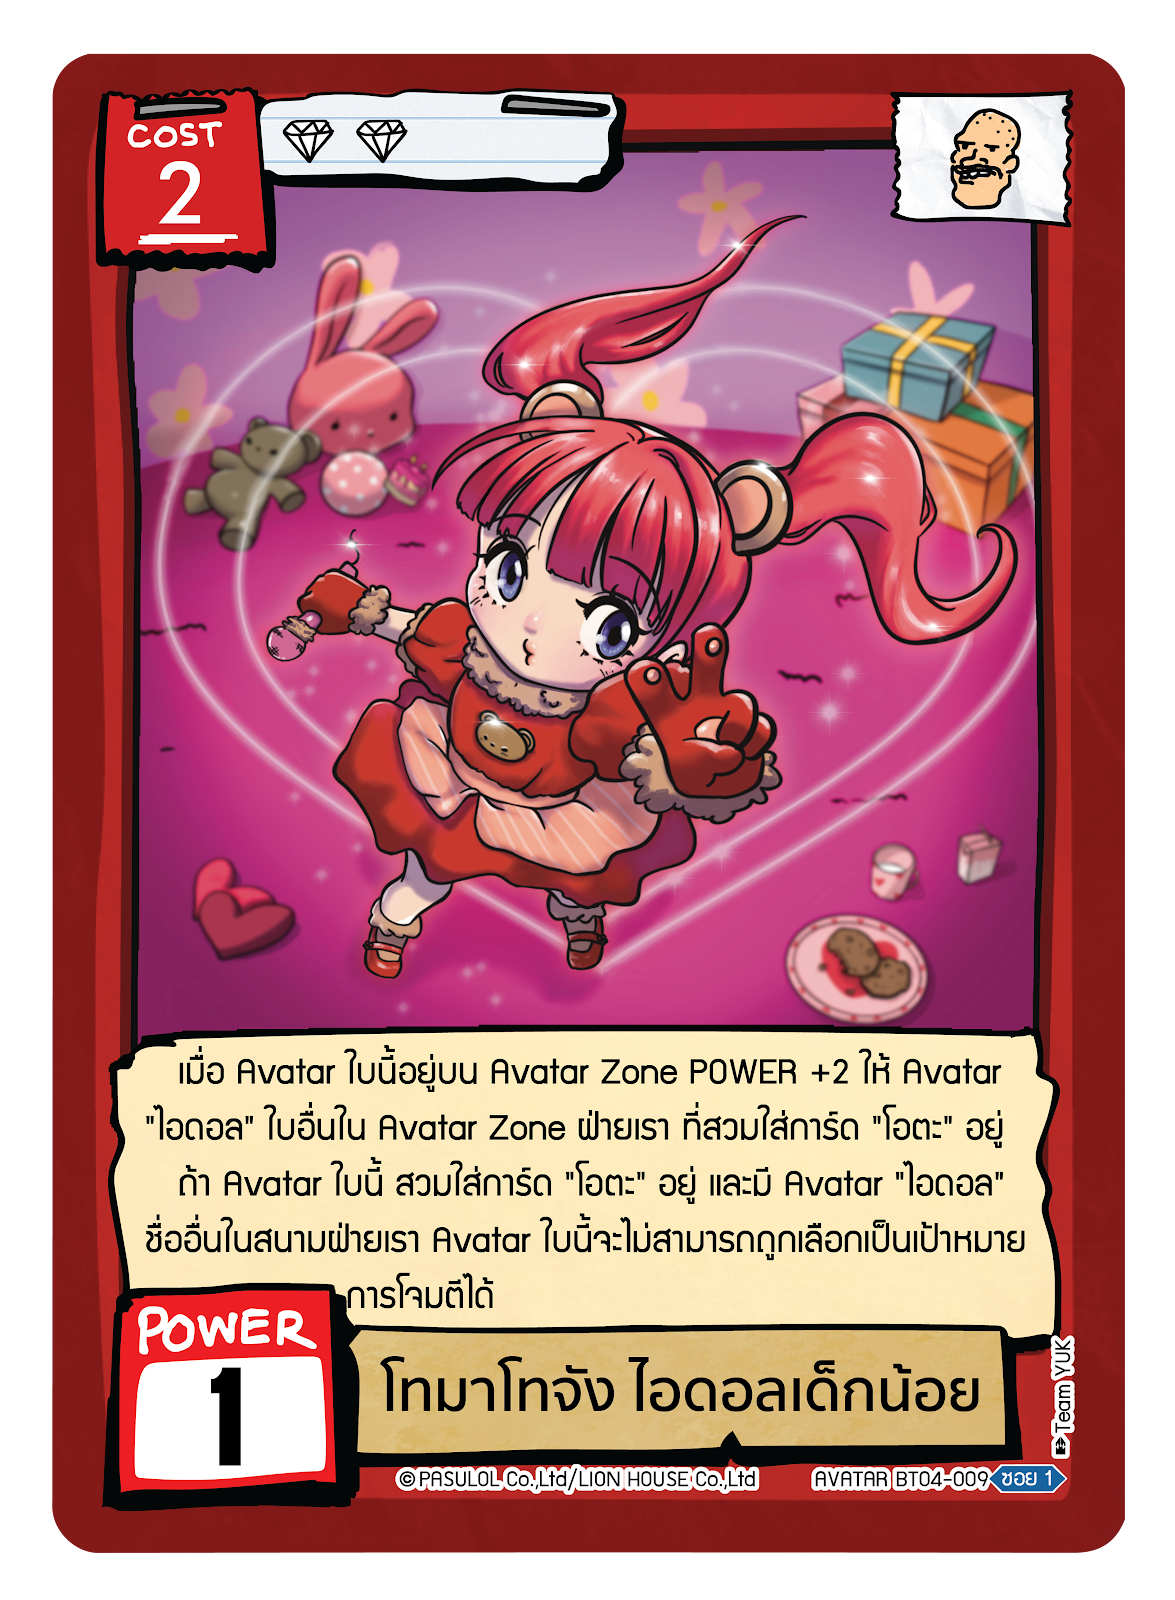 COST
2
เมื่อ Avatar ใบนี้อยู่บน Avatar Zone POWER +2 ให้ Avatar
"ไอดอล" ใบอื่นใน Avatar Zone ฝ่ายเรา ที่สวมใส่การ์ด "โอตะ" อยู่
ถ้า Avatar ใบนี้ สวมใส่การ์ด "โอตะ" อยู่ และมี Avatar "ไอดอล"
ชื่ออื่นในสนามฝ่ายเรา Avatar ใบนี้จะไม่สามารถถูกเลือกเป็นเป้าหมาย
การโจมตีได้
POWER
1
โทมาโทจัง ไอดอลเด็กน้อย
Team YUK
© PASULOL Co.,Ltd/LION HOUSE Co.,Ltd
AVATAR BT04-009 ซอย 1